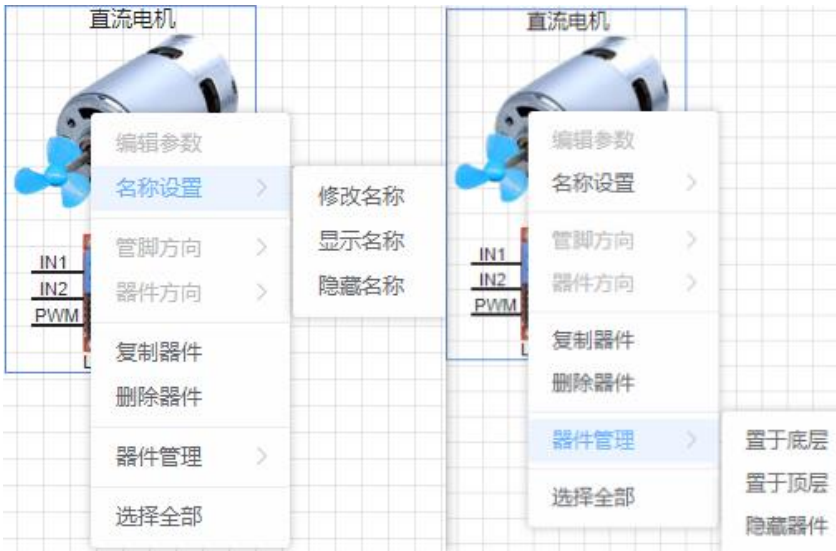 直流电机
编辑参数
名称设置
修改名称
显示名称
隐藏名称
管脚方向
器件方向
IN1
IN2
PWM
复制器件
删除器件
器件管理
选择全部
直流电机
编辑参数
名称设置
管脚方向
器件方向
IN1
IN2
PWM
复制器件
删除器件
器件管理
置于底层
置于顶层
隐藏器件
选择全部